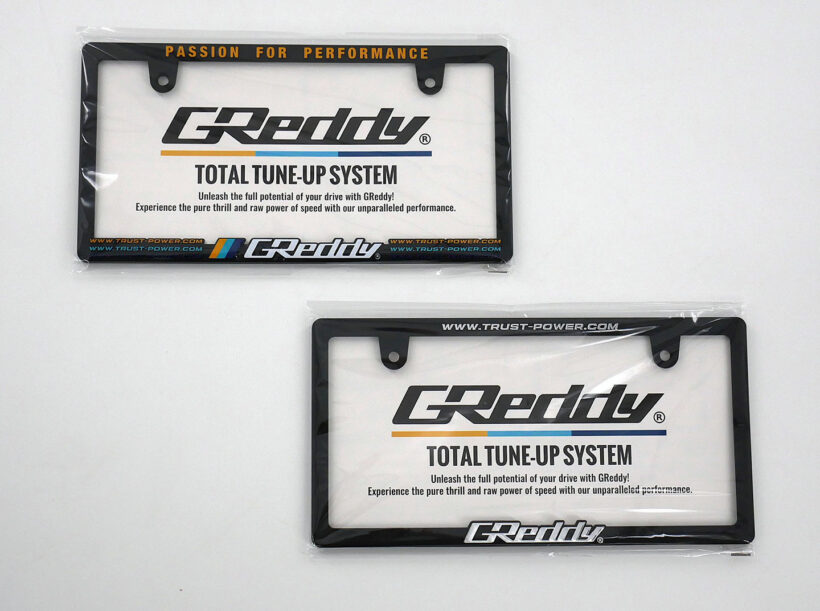 PASSION FOR PERFORMANCE
GReddy®
TOTAL TUNE-UP SYSTEM
Unleash the full potential of your drive with GReddy!
Experience the pure thrill and raw power of speed with our unparalleled performance.
WWW.TRUST-POWER.COM WWW.TRUST-POWER.COM
WWW.TRUST-POWER.COM GReddy® WWW.TRUST-POWER.COM
WWW.TRUST-POWER.COM
GReddy®
TOTAL TUNE-UP SYSTEM
Unleash the full potential of your drive with GReddy!
Experience the pure thrill and raw power of speed with our unparalleled performance.
GReddy®